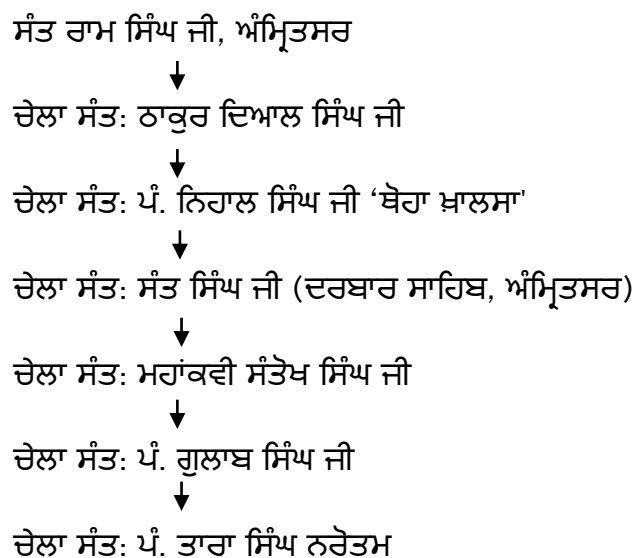 ਸੰਤ ਰਾਮ ਸਿੰਘ ਜੀ, ਅੰਮ੍ਰਿਤਸਰ
ਚੇਲਾ ਸੰਤ: ਠਾਕੁਰ ਦਿਆਲ ਸਿੰਘ ਜੀ
ਚੇਲਾ ਸੰਤ: ਪੰ. ਨਿਹਾਲ ਸਿੰਘ ਜੀ ‘ਥੋਹਾ ਖ਼ਾਲਸਾ'
ਚੇਲਾ ਸੰਤ: ਸੰਤ ਸਿੰਘ ਜੀ (ਦਰਬਾਰ ਸਾਹਿਬ, ਅੰਮ੍ਰਿਤਸਰ)
ਚੇਲਾ ਸੰਤ: ਮਹਾਂਕਵੀ ਸੰਤੋਖ ਸਿੰਘ ਜੀ
ਚੇਲਾ ਸੰਤ: ਪੰ. ਗੁਲਾਬ ਸਿੰਘ ਜੀ
ਚੇਲਾ ਸੰਤ: ਪੰ. ਤਾਰਾ ਸਿੰਘ ਨਰੋਤਮ